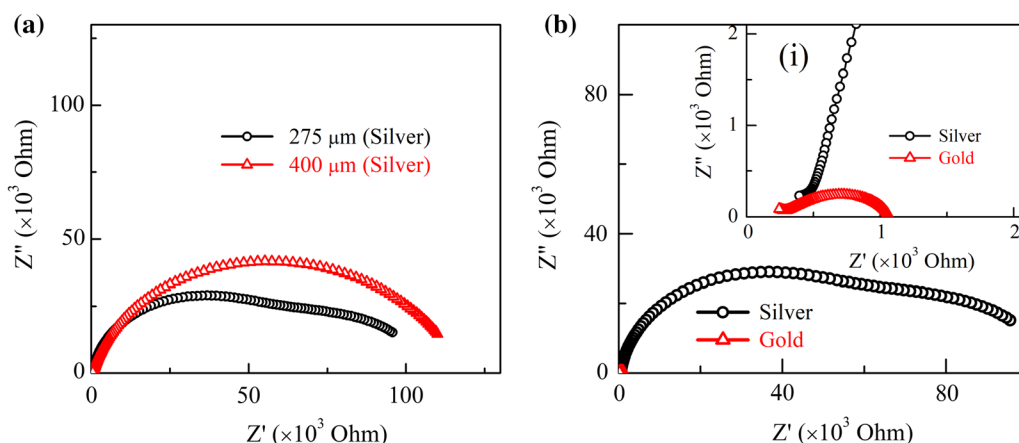 (a)
Z'' (×10³ Ohm)
100
50
0
275 μm (Silver)
400 μm (Silver)
0
50
100
Z' (×10³ Ohm)
(b)
Z'' (×10³ Ohm)
80
40
0
Silver
Gold
0
40
80
Z' (×10³ Ohm)
(i)
Z'' (×10³ Ohm)
2
1
0
Silver
Gold
0
1
2
Z' (×10³ Ohm)